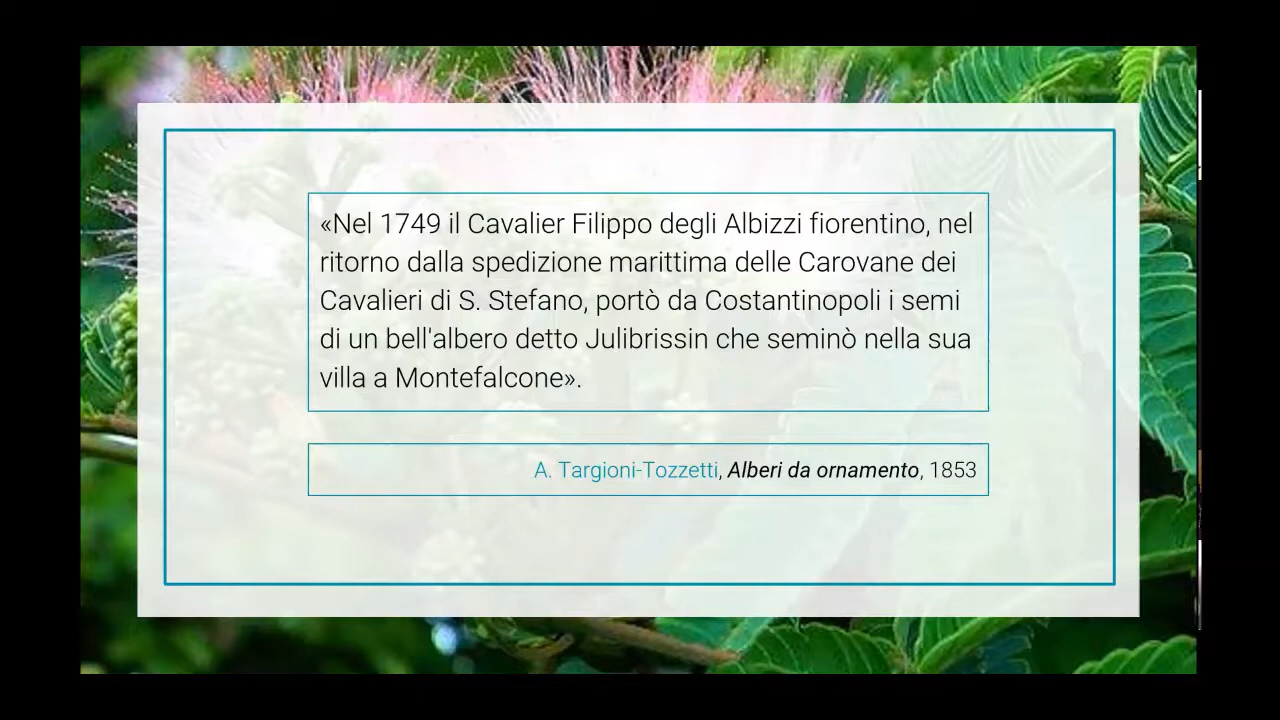 «Nel 1749 il Cavalier Filippo degli Albizzi fiorentino, nel
ritorno dalla spedizione marittima delle Carovane dei
Cavalieri di S. Stefano, portò da Costantinopoli i semi
di un bell'albero detto Julibrissin che seminò nella sua
villa a Montefalcone».
A. Targioni-Tozzetti, Alberi da ornamento, 1853